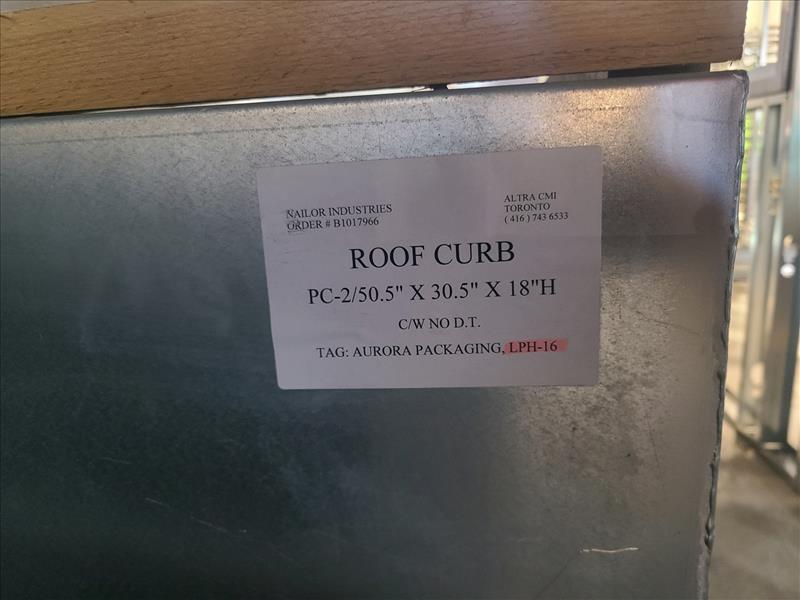 NAILOR INDUSTRIES
ORDER # B1017966
ALTRA CMI
TORONTO
( 416 ) 743 6533
ROOF CURB
PC-2/50.5" X 30.5" X 18"H
C/W NO D.T.
TAG: AURORA PACKAGING, LPH-16